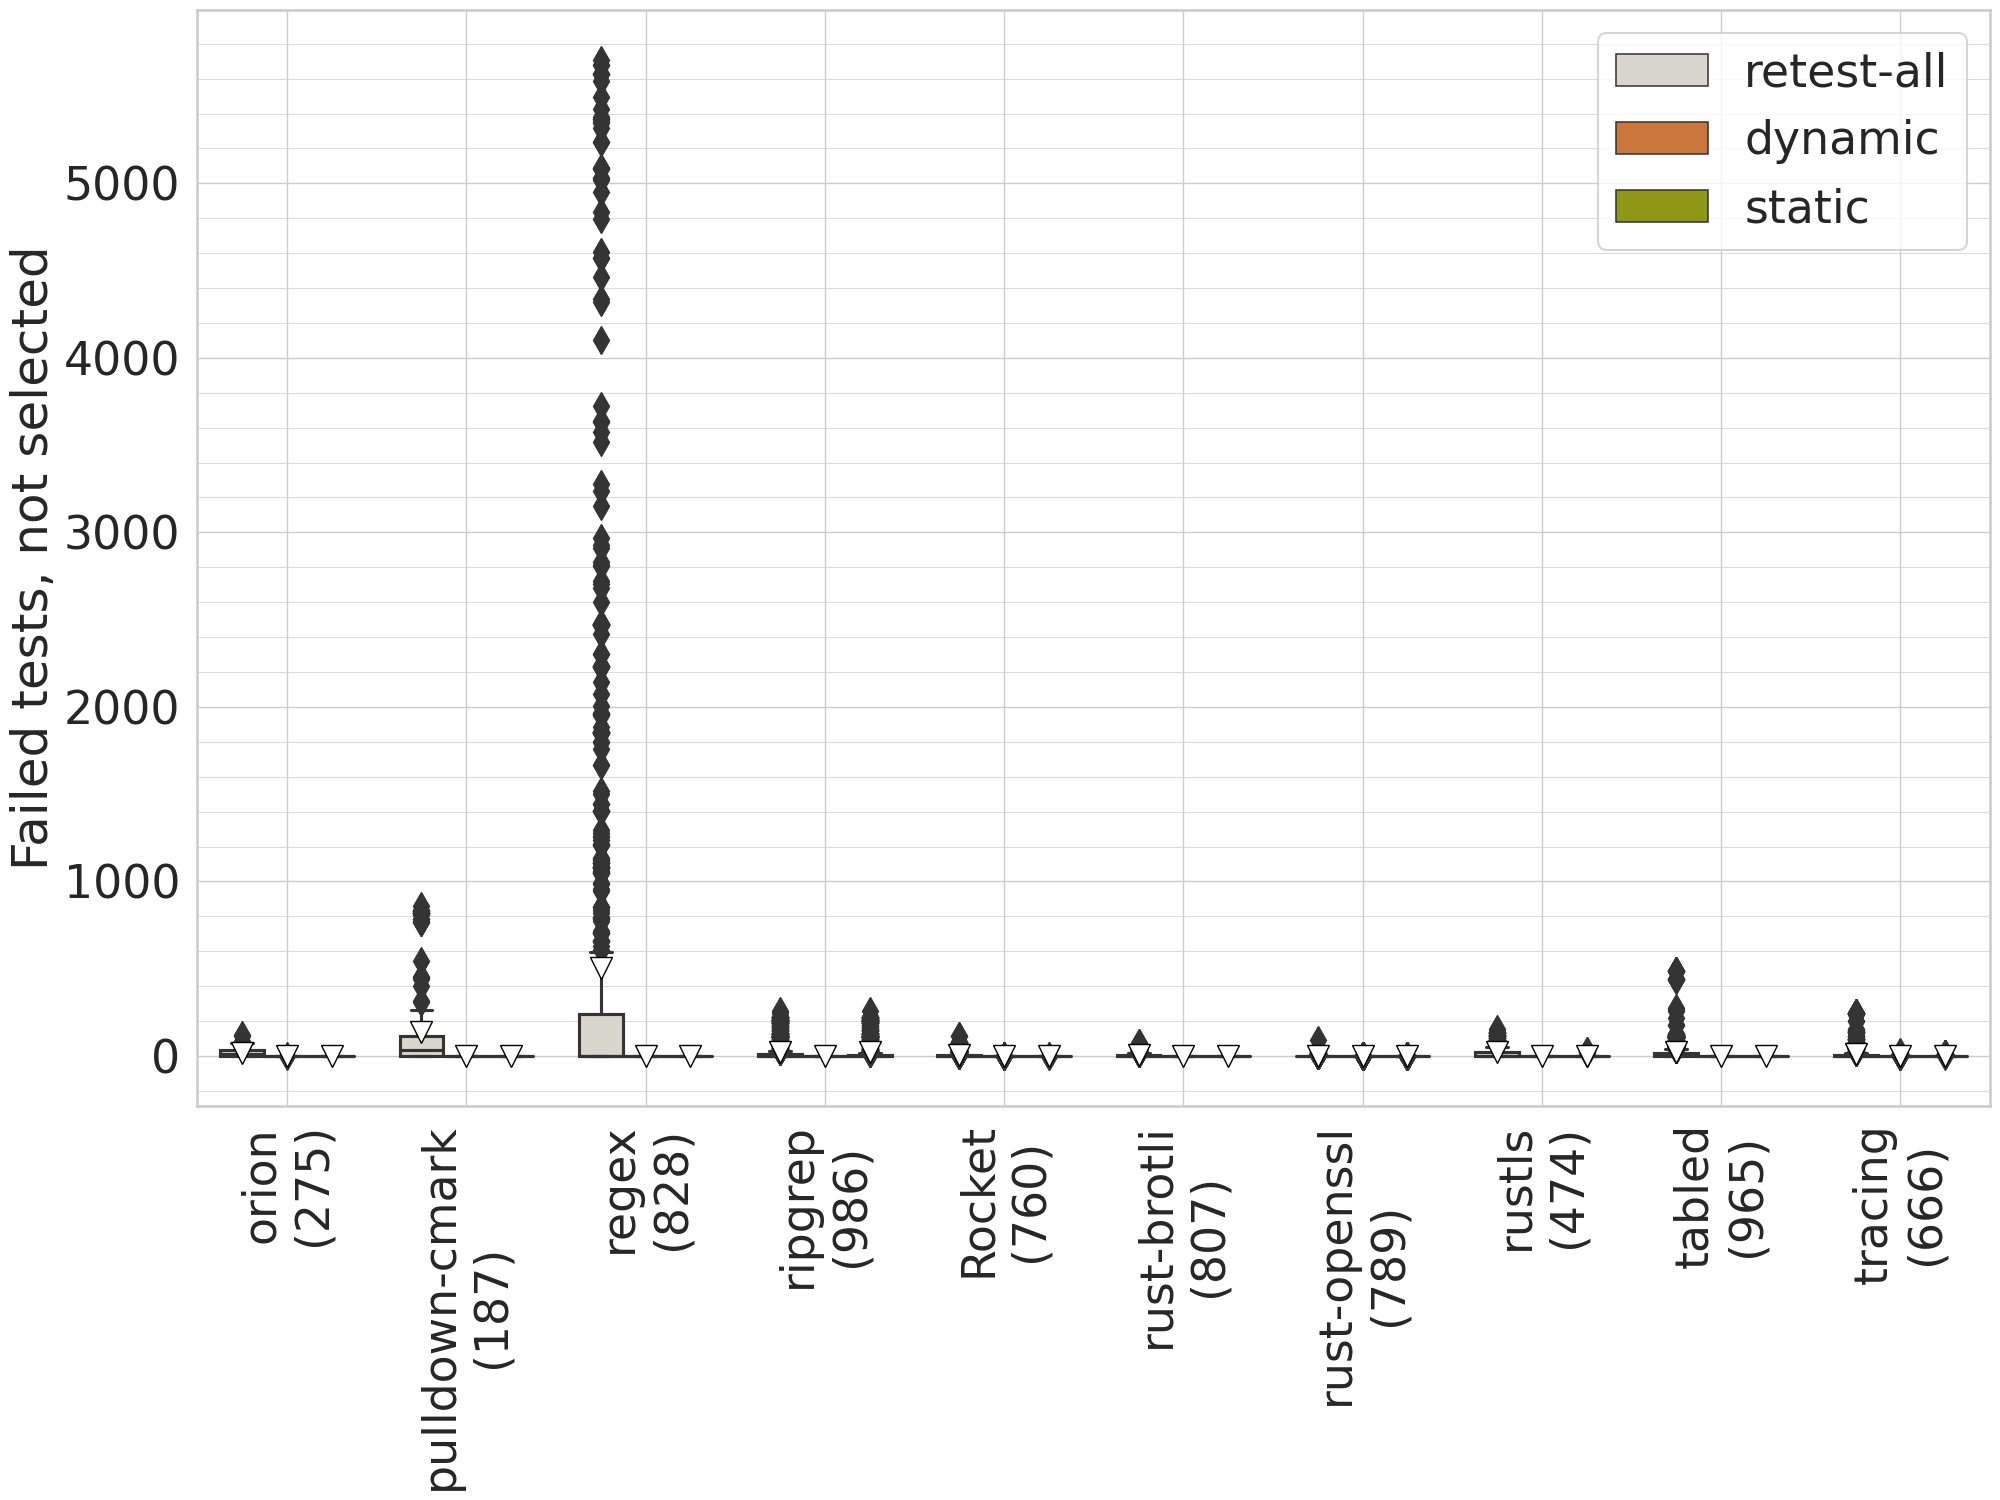 Failed tests, not selected
5000
4000
3000
2000
1000
0
retest-all
dynamic
static
orion
(275)
pulldown-cmark
(187)
regex
(828)
ripgrep
(986)
Rocket
(760)
rust-brotli
(807)
rust-openssl
(789)
rustls
(474)
tabled
(965)
tracing
(666)